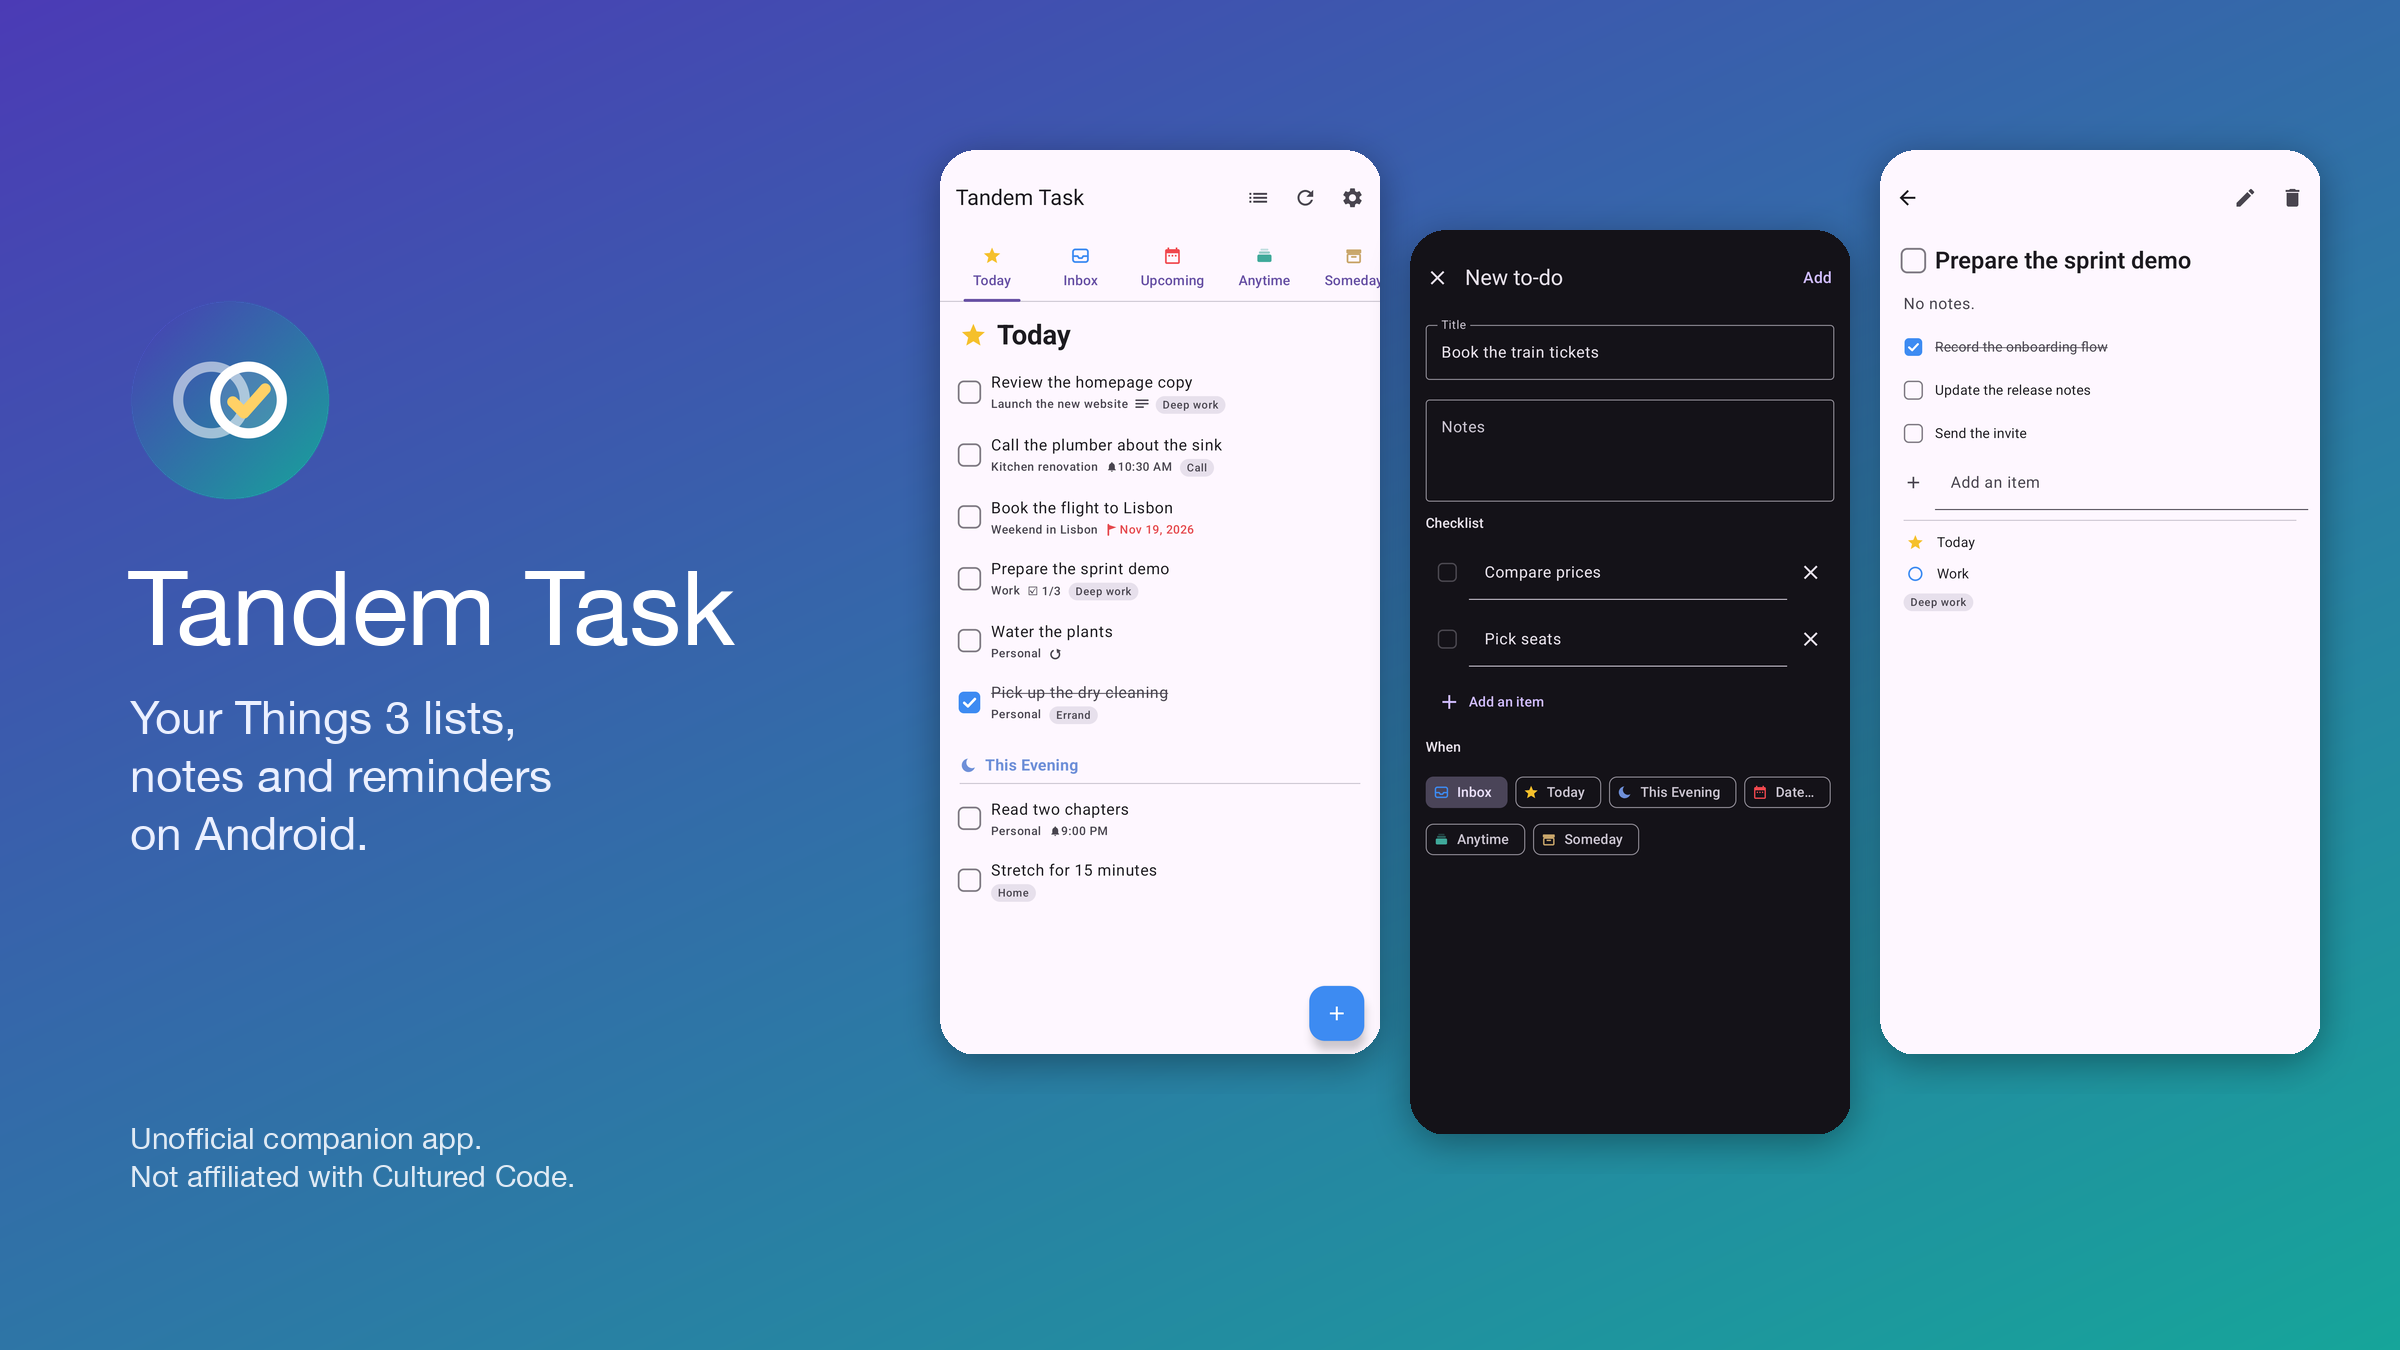 Tandem Task
Your Things 3 lists,
notes and reminders
on Android.
Unofficial companion app.
Not affiliated with Cultured Code.
Tandem Task
Today
Inbox
Upcoming
Anytime
Someday
Today
Review the homepage copy
Launch the new website Deep work
Call the plumber about the sink
Kitchen renovation 10:30 AM Call
Book the flight to Lisbon
Weekend in Lisbon Nov 19, 2026
Prepare the sprint demo
Work 1/3 Deep work
Water the plants
Personal
Pick up the dry cleaning
Personal Errand
This Evening
Read two chapters
Personal 9:00 PM
Stretch for 15 minutes
Home
New to-do Add
Title
Book the train tickets
Notes
Checklist
Compare prices
Pick seats
Add an item
When
Inbox Today This Evening Date...
Anytime Someday
Prepare the sprint demo
No notes.
Record the onboarding flow
Update the release notes
Send the invite
Add an item
Today
Work
Deep work